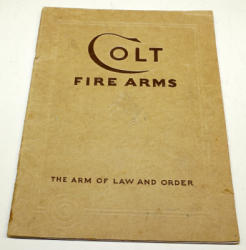 COLT
FIRE ARMS
THE ARM OF LAW AND ORDER